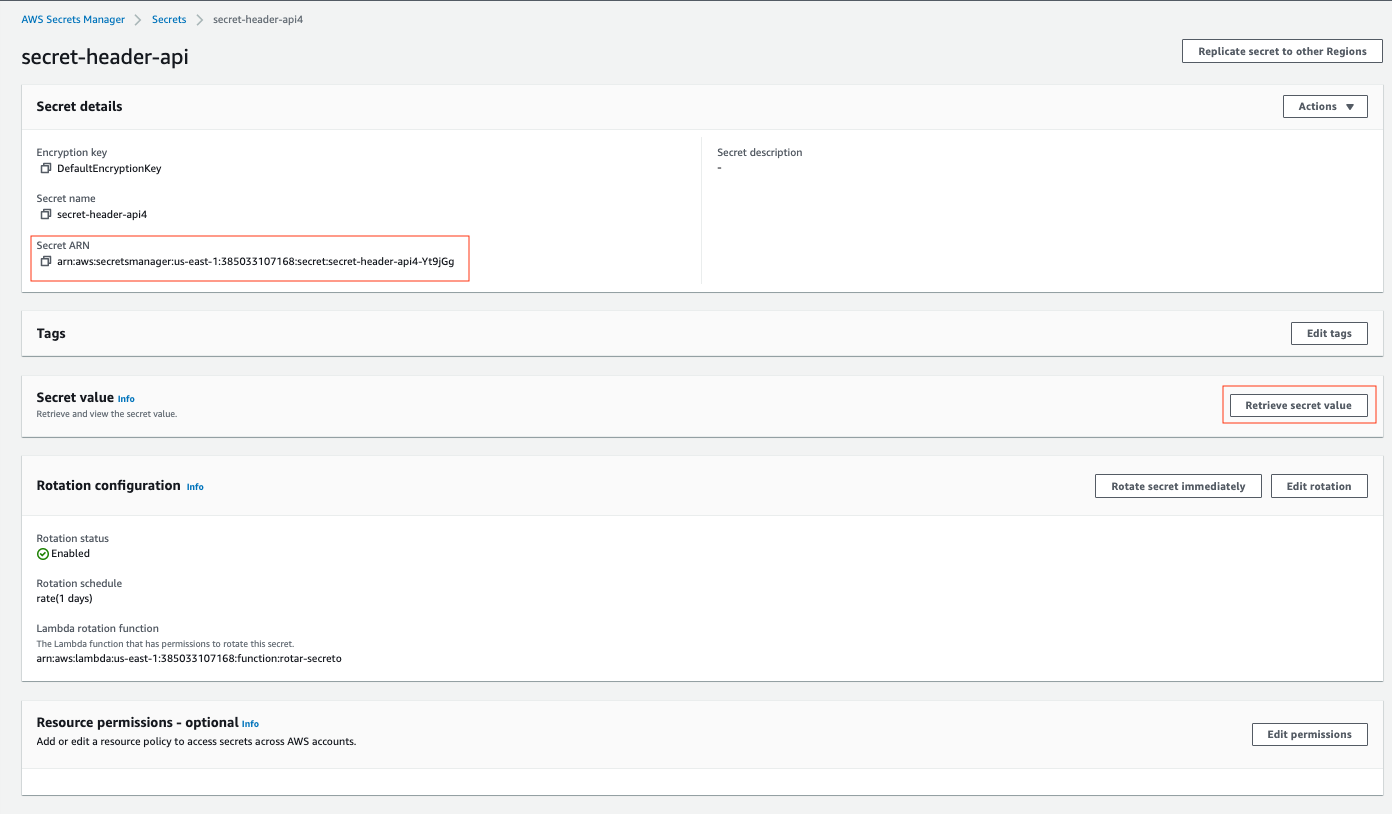 AWS Secrets Manager > Secrets > secret-header-api4
secret-header-api
Replicate secret to other Regions
Secret details
Actions ▼
Encryption key
DefaultEncryptionKey
Secret name
secret-header-api4
Secret ARN
arn:aws:secretsmanager:us-east-1:385033107168:secret:secret-header-api4-Yt9jGg
Secret description
-
Tags
Edit tags
Secret value Info
Retrieve and view the secret value.
Retrieve secret value
Rotation configuration Info
Rotate secret immediately
Edit rotation
Rotation status
Enabled
Rotation schedule
rate(1 days)
Lambda rotation function
The Lambda function that has permissions to rotate this secret.
arn:aws:lambda:us-east-1:385033107168:function:rotar-secreto
Resource permissions - optional Info
Add or edit a resource policy to access secrets across AWS accounts.
Edit permissions